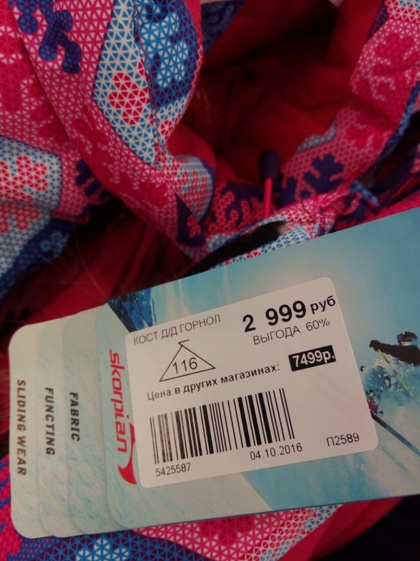 КОСТ Д/Д ГОРНОЛ
2 999 руб
ВЫГОДА 60%
116
Цена в других магазинах: 7499р.
5425587
04.10.2016
П2589
skorpian
FABRIC
FUNCTING
SLIDING WEAR